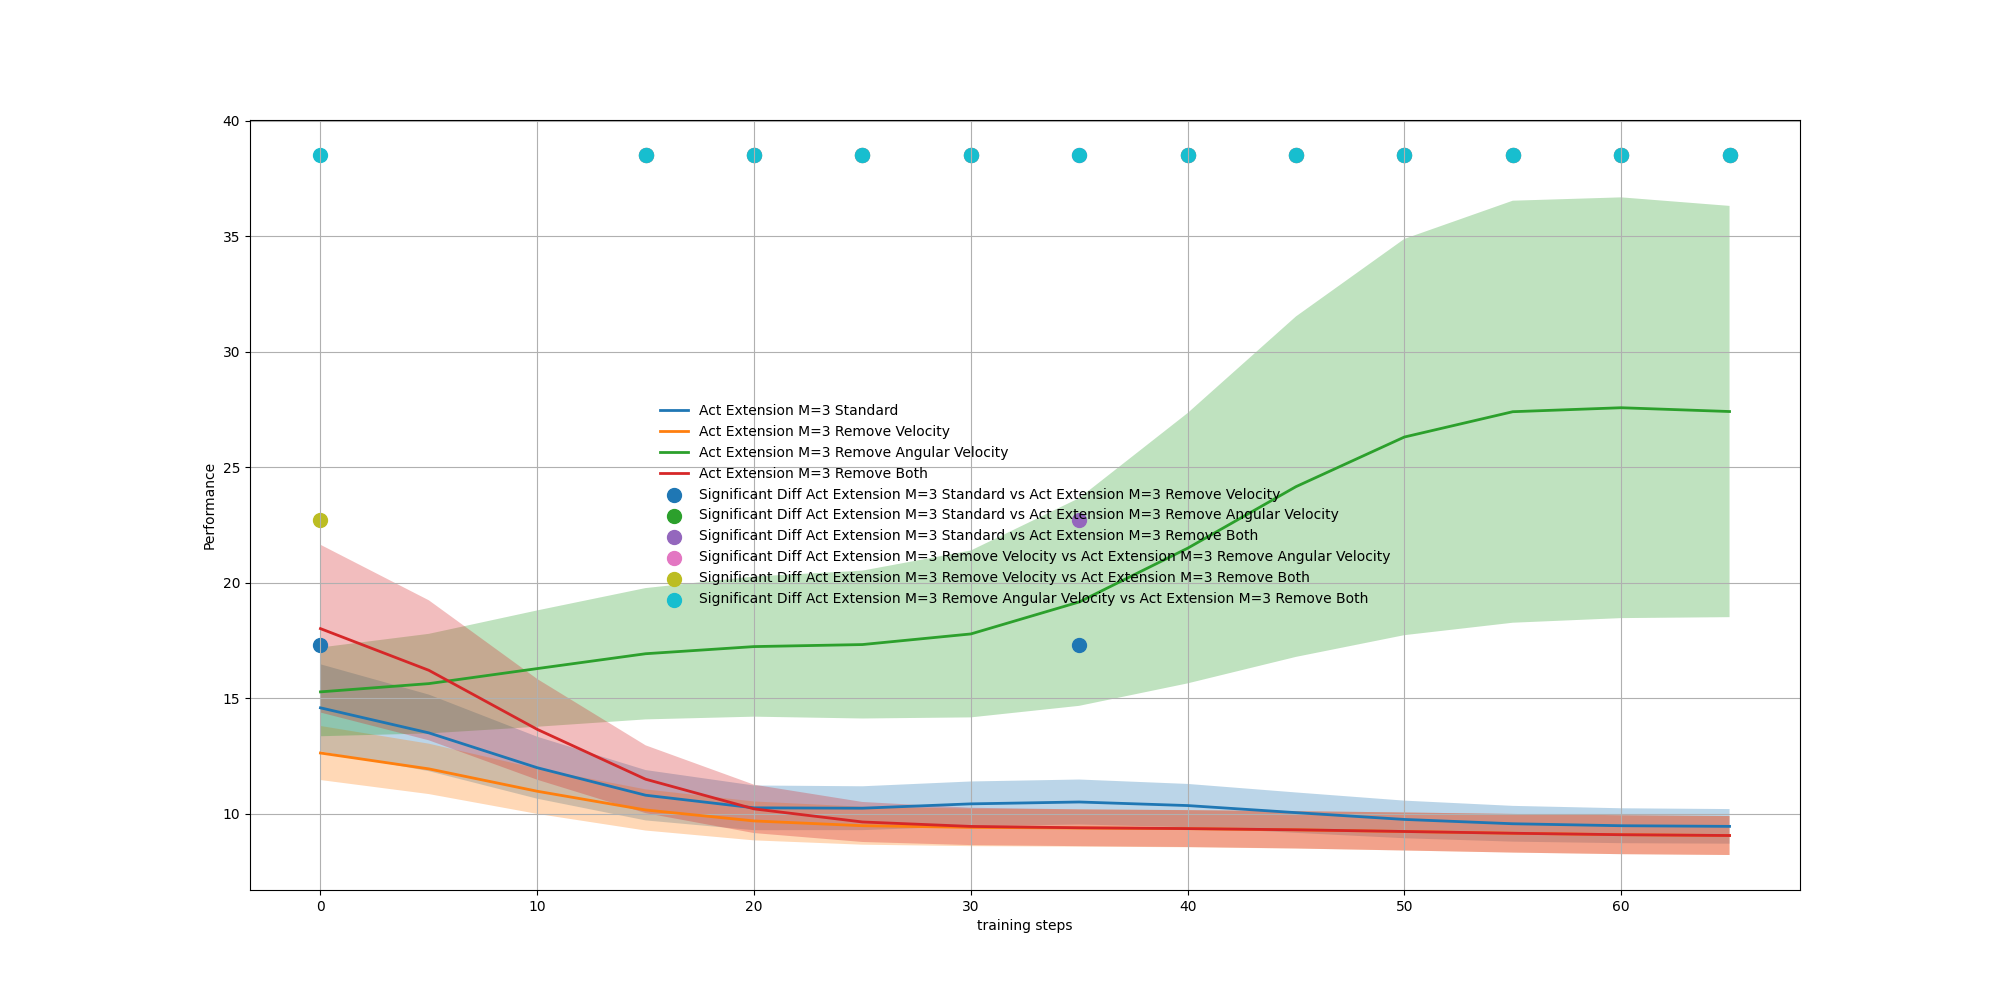 40
35
30
25
20
15
10
Performance
Act Extension M=3 Standard
Act Extension M=3 Remove Velocity
Act Extension M=3 Remove Angular Velocity
Act Extension M=3 Remove Both
Significant Diff Act Extension M=3 Standard vs Act Extension M=3 Remove Velocity
Significant Diff Act Extension M=3 Standard vs Act Extension M=3 Remove Angular Velocity
Significant Diff Act Extension M=3 Standard vs Act Extension M=3 Remove Both
Significant Diff Act Extension M=3 Remove Velocity vs Act Extension M=3 Remove Angular Velocity
Significant Diff Act Extension M=3 Remove Velocity vs Act Extension M=3 Remove Both
Significant Diff Act Extension M=3 Remove Angular Velocity vs Act Extension M=3 Remove Both
0 10 20 30 40 50 60
training steps